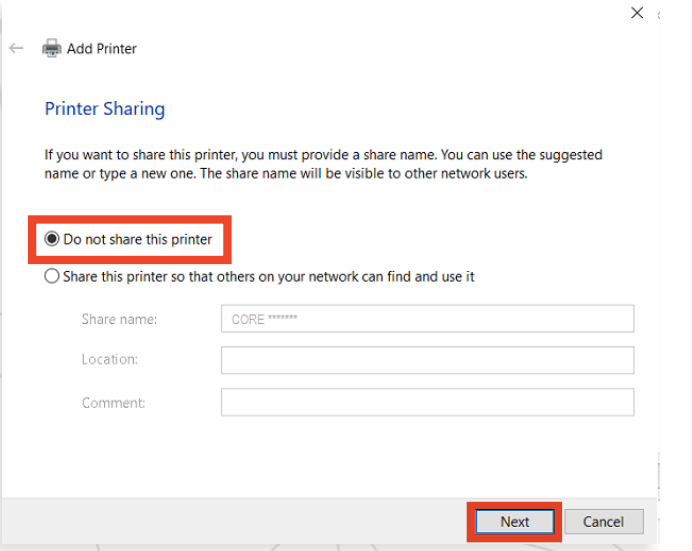 Add Printer
Printer Sharing
If you want to share this printer, you must provide a share name. You can use the suggested
name or type a new one. The share name will be visible to other network users.
Do not share this printer
Share this printer so that others on your network can find and use it
Share name:
CORE *******
Location:
Comment:
Next
Cancel